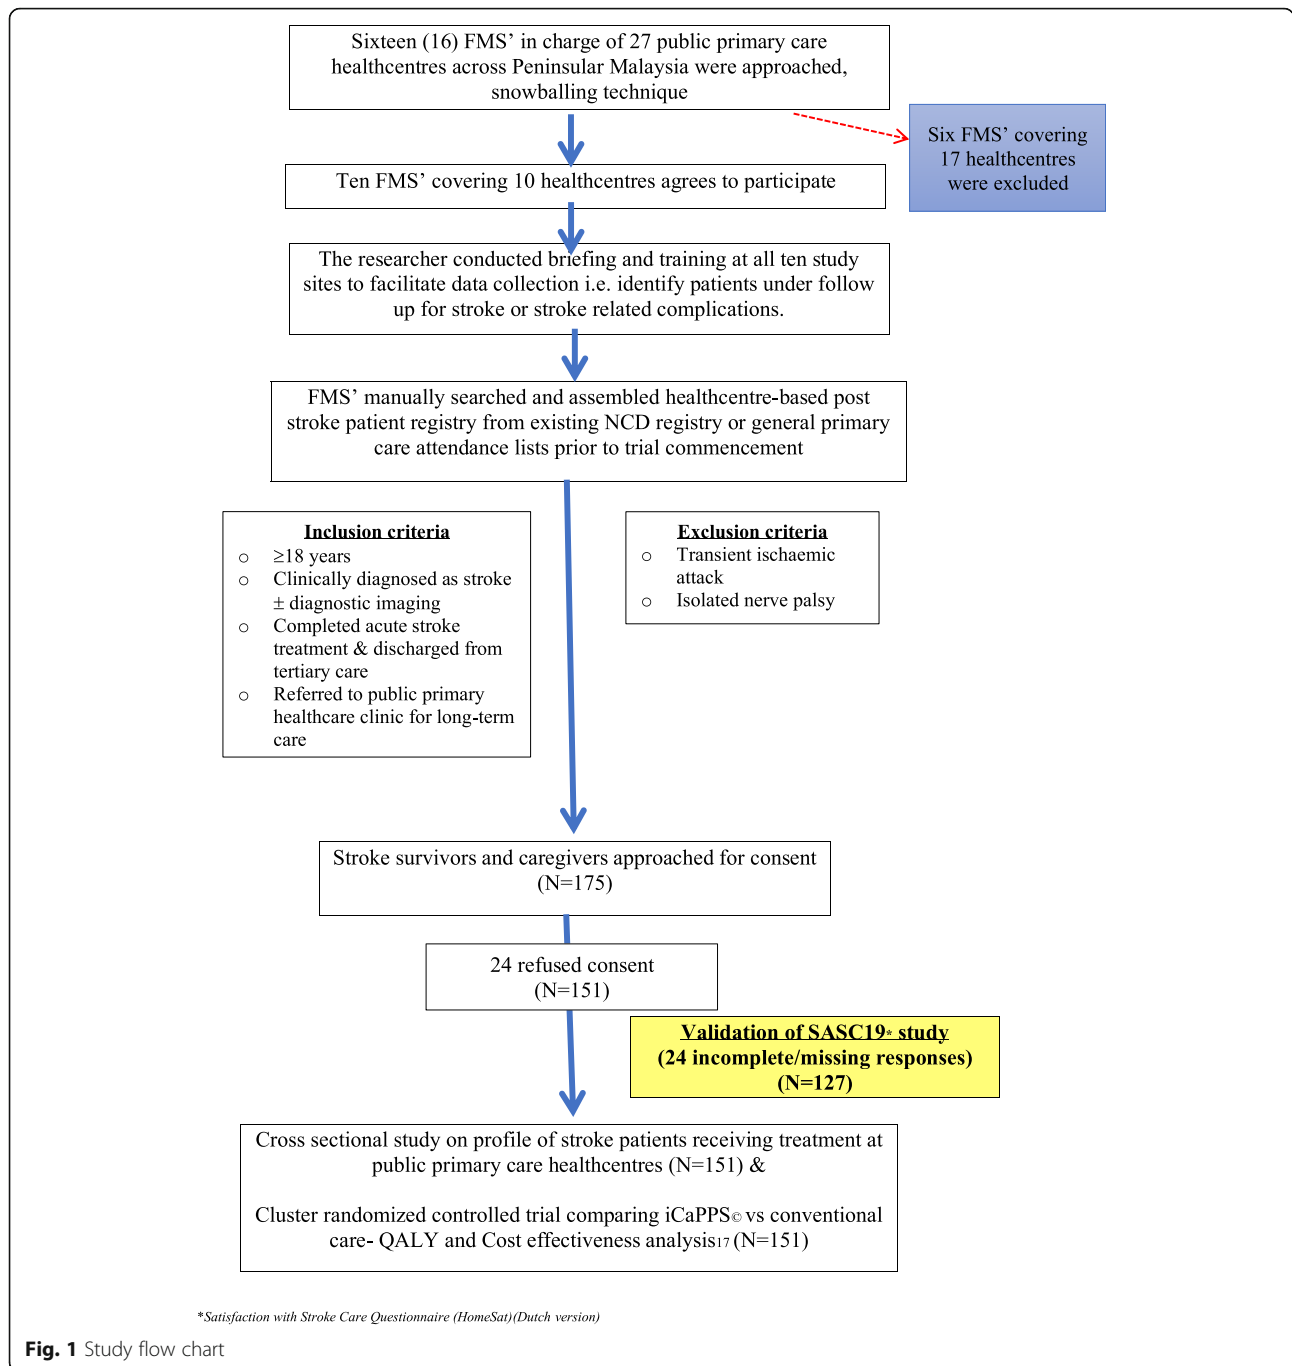 Sixteen (16) FMS’ in charge of 27 public primary care
healthcentres across Peninsular Malaysia were approached,
snowballing technique
Six FMS’ covering
17 healthcentres
were excluded
Ten FMS’ covering 10 healthcentres agrees to participate
The researcher conducted briefing and training at all ten study
sites to facilitate data collection i.e. identify patients under follow
up for stroke or stroke related complications.
FMS’ manually searched and assembled healthcentre-based post
stroke patient registry from existing NCD registry or general primary
care attendance lists prior to trial commencement
Inclusion criteria
o ≥18 years
o Clinically diagnosed as stroke
± diagnostic imaging
o Completed acute stroke
treatment & discharged from
tertiary care
o Referred to public primary
healthcare clinic for long-term
care
Exclusion criteria
o Transient ischaemic
attack
o Isolated nerve palsy
Stroke survivors and caregivers approached for consent
(N=175)
24 refused consent
(N=151)
Validation of SASC19* study
(24 incomplete/missing responses)
(N=127)
Cross sectional study on profile of stroke patients receiving treatment at
public primary care healthcentres (N=151) &
Cluster randomized controlled trial comparing iCaPPS© vs conventional
care- QALY and Cost effectiveness analysis17 (N=151)
*Satisfaction with Stroke Care Questionnaire (HomeSat)(Dutch version)
Fig. 1 Study flow chart